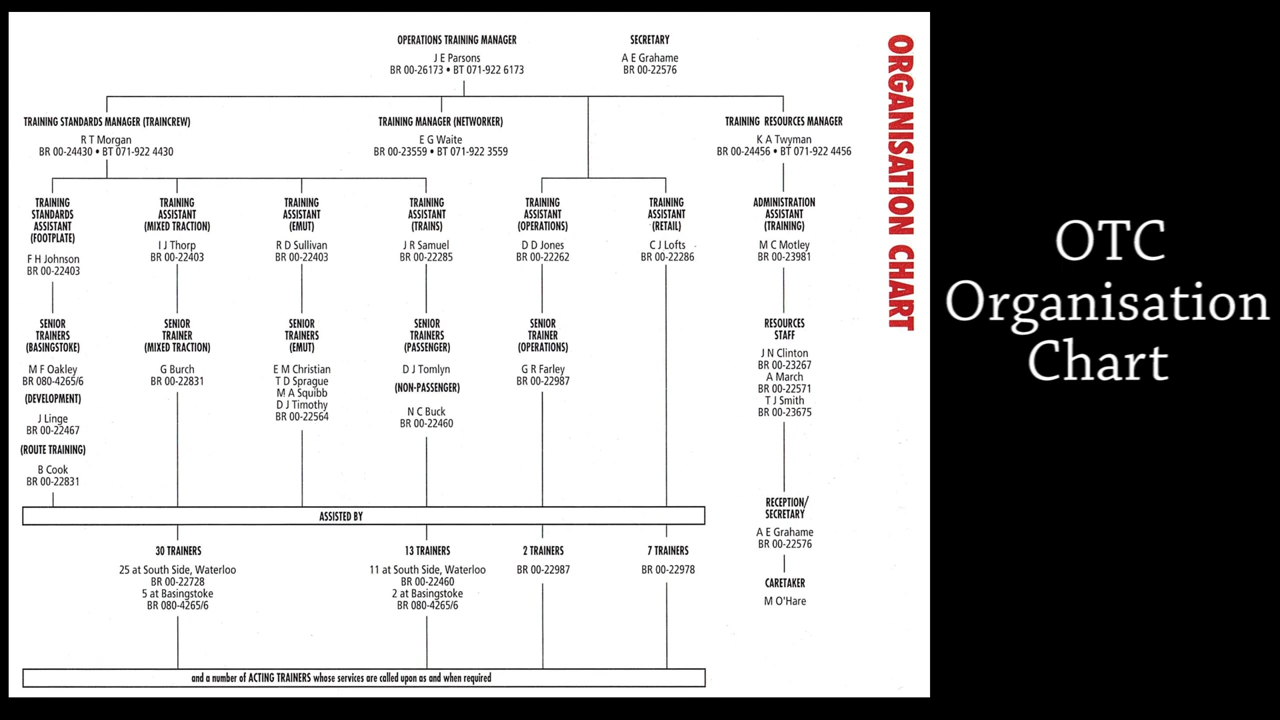 OPERATIONS TRAINING MANAGER
J E Parsons
BR 00-26173 • BT 071-922 6173
SECRETARY
A E Grahame
BR 00-22576
ORGANISATION CHART
TRAINING STANDARDS MANAGER (TRAINCREW)
R T Morgan
BR 00-24430 • BT 071-922 4430
TRAINING MANAGER (NETWORKER)
E G Waite
BR 00-23559 • BT 071-922 3559
TRAINING RESOURCES MANAGER
K A Twyman
BR 00-24456 • BT 071-922 4456
TRAINING
STANDARDS
ASSISTANT
(FOOTPLATE)
F H Johnson
BR 00-22403
TRAINING
ASSISTANT
(MIXED TRACTION)
I J Thorp
BR 00-22403
TRAINING
ASSISTANT
(EMUT)
R D Sullivan
BR 00-22403
TRAINING
ASSISTANT
(TRAINS)
J R Samuel
BR 00-22285
TRAINING
ASSISTANT
(OPERATIONS)
D D Jones
BR 00-22262
TRAINING
ASSISTANT
(RETAIL)
C J Lofts
BR 00-22286
ADMINISTRATION
ASSISTANT
(TRAINING)
M C Motley
BR 00-23981
SENIOR
TRAINERS
(BASINGSTOKE)
M F Oakley
BR 080-4265/6
(DEVELOPMENT)
J Linge
BR 00-22467
(ROUTE TRAINING)
B Cook
BR 00-22831
SENIOR
TRAINER
(MIXED TRACTION)
G Burch
BR 00-22831
SENIOR
TRAINERS
(EMUT)
E M Christian
T D Sprague
M A Squibb
D J Timothy
BR 00-22564
SENIOR
TRAINERS
(PASSENGER)
D J Tomlyn
(NON-PASSENGER)
N C Buck
BR 00-22460
SENIOR
TRAINER
(OPERATIONS)
G R Farley
BR 00-22987
RESOURCES
STAFF
J N Clinton
BR 00-23267
A March
BR 00-22571
T J Smith
BR 00-23675
RECEPTION/
SECRETARY
A E Grahame
BR 00-22576
CARETAKER
M O'Hare
ASSISTED BY
30 TRAINERS
25 at South Side, Waterloo
BR 00-22728
5 at Basingstoke
BR 080-4265/6
13 TRAINERS
11 at South Side, Waterloo
BR 00-22460
2 at Basingstoke
BR 080-4265/6
2 TRAINERS
BR 00-22987
7 TRAINERS
BR 00-22978
and a number of ACTING TRAINERS whose services are called upon as and when required
OTC
Organisation
Chart